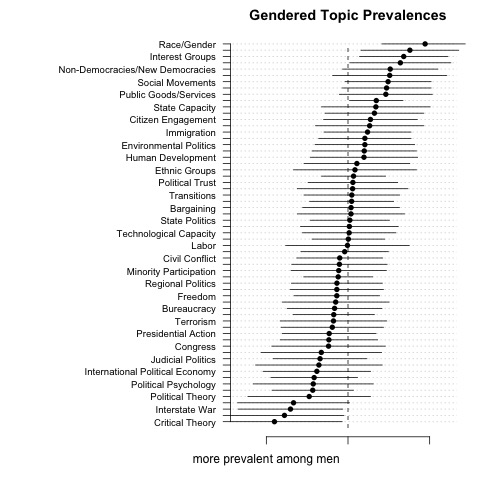 Gendered Topic Prevalences
Race/Gender
Interest Groups
Non-Democracies/New Democracies
Social Movements
Public Goods/Services
State Capacity
Citizen Engagement
Immigration
Environmental Politics
Human Development
Ethnic Groups
Political Trust
Transitions
Bargaining
State Politics
Technological Capacity
Labor
Civil Conflict
Minority Participation
Regional Politics
Freedom
Bureaucracy
Terrorism
Presidential Action
Congress
Judicial Politics
International Political Economy
Political Psychology
Political Theory
Interstate War
Critical Theory
more prevalent among men